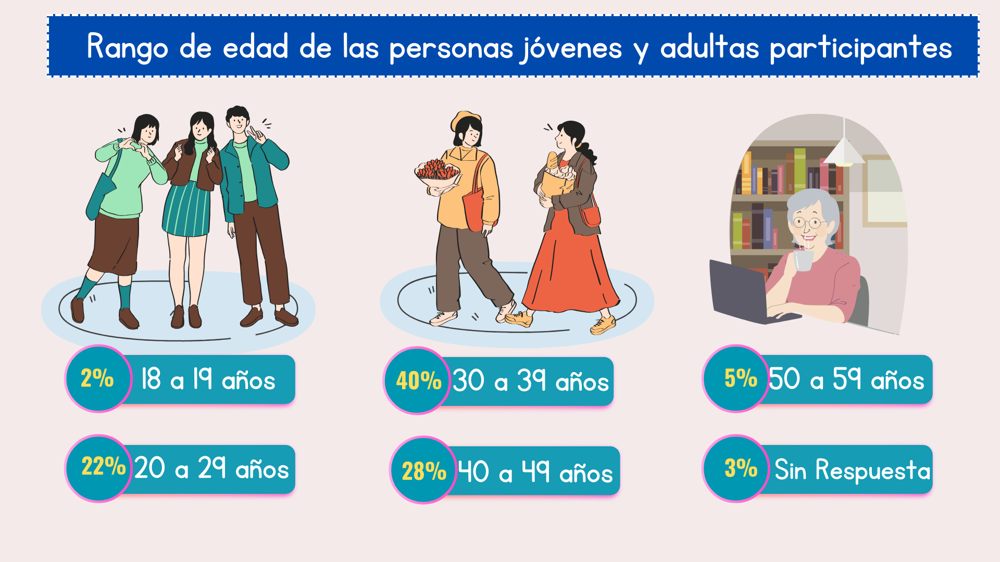 Rango de edad de las personas jóvenes y adultas participantes
2% 18 a 19 años
22% 20 a 29 años
40% 30 a 39 años
28% 40 a 49 años
5% 50 a 59 años
3% Sin Respuesta